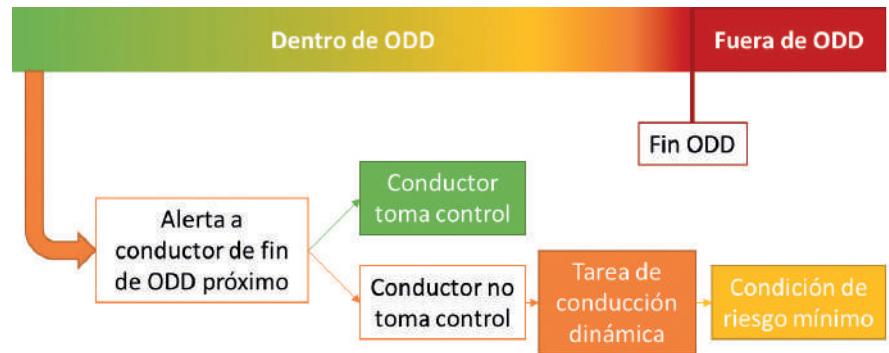 Dentro de ODD
Fuera de ODD
Fin ODD
Conductor
toma control
Alerta a
conductor de fin
de ODD próximo
Conductor no
toma control
Tarea de
conducción
dinámica
Condición de
riesgo mínimo